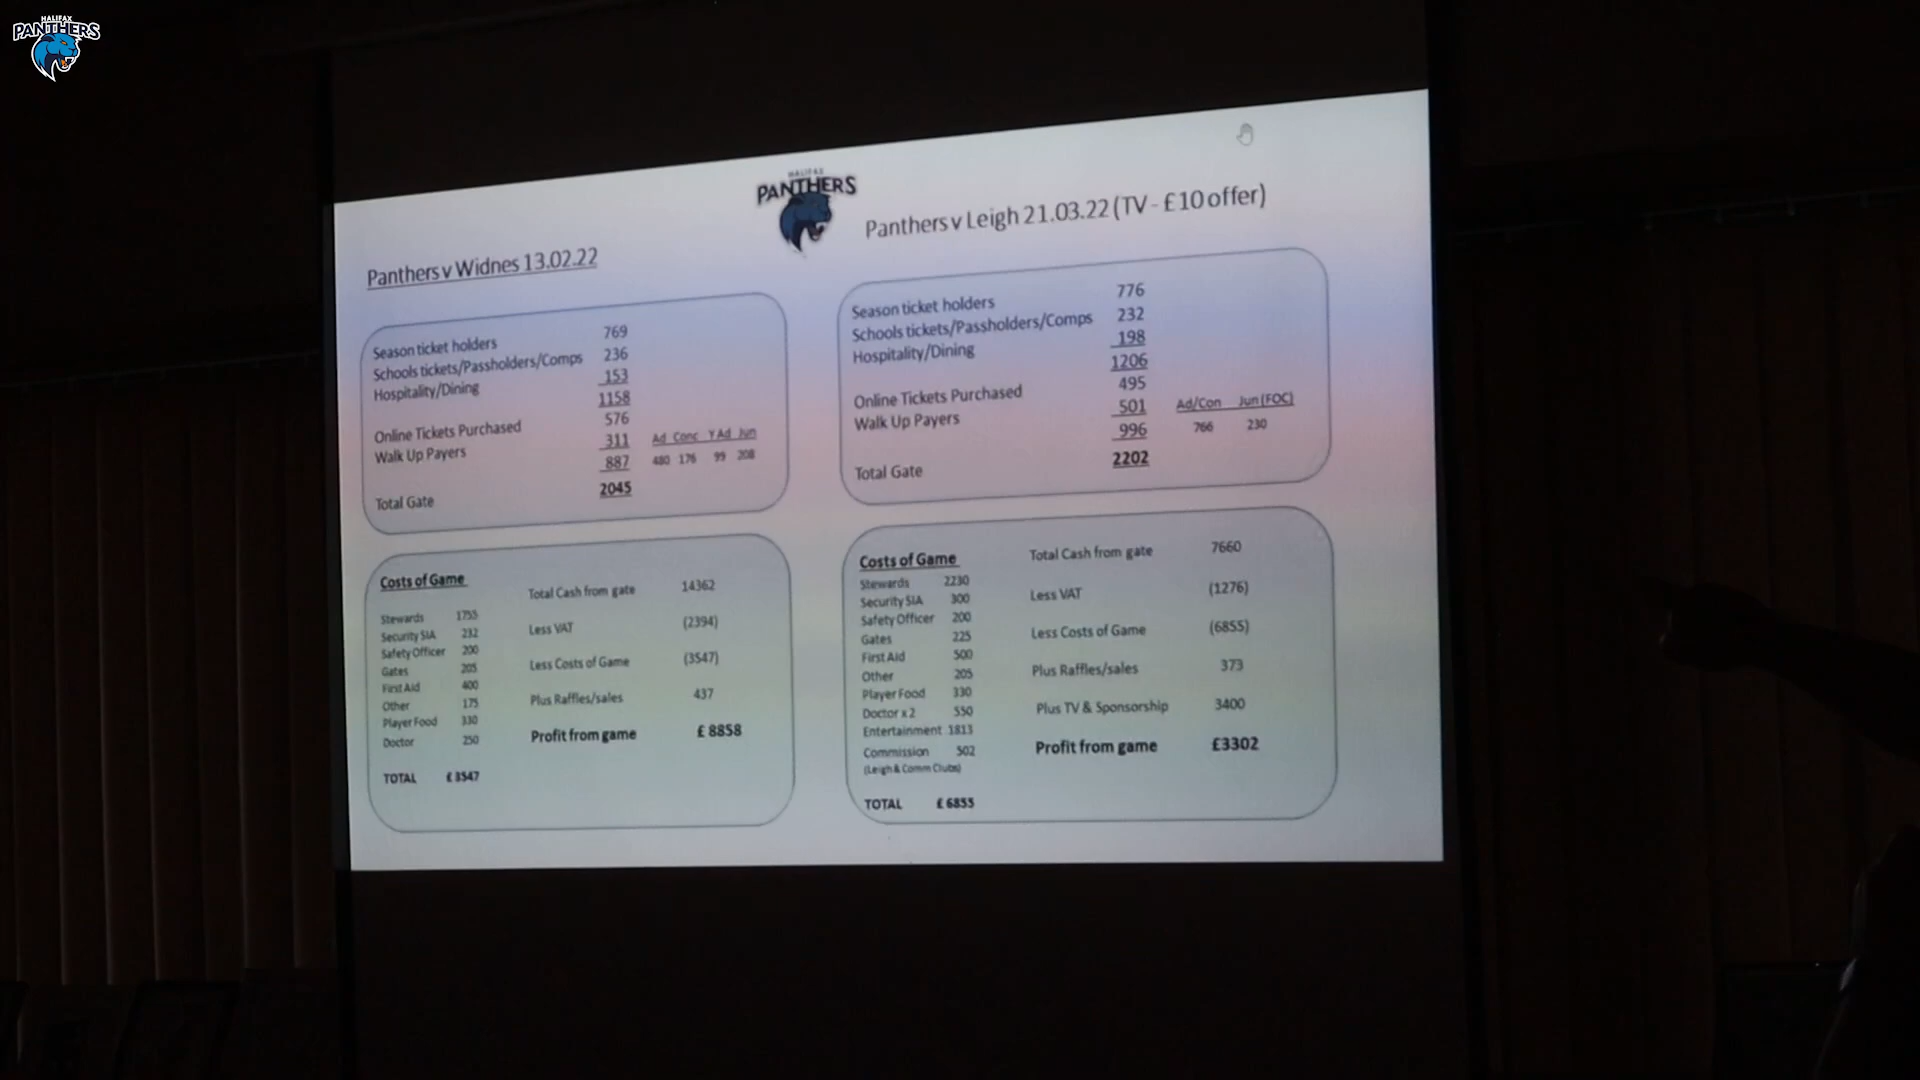 HALIFAX
PANTHERS
HALIFAX
PANTHERS
Panthers v Widnes 13.02.22
Season ticket holders 769
Schools tickets/Passholders/Comps 236
Hospitality/Dining 153
1158
Online Tickets Purchased 576
Walk Up Payers 311
887
Ad Conc Y Ad Jun
480 176 99 208
Total Gate 2045
Costs of Game
Stewards 1755
Security SIA 232
Safety Officer 200
Gates 205
First Aid 400
Other 175
Player Food 330
Doctor 250
TOTAL £ 3547
Total Cash from gate 14362
Less VAT (2394)
Less Costs of Game (3547)
Plus Raffles/sales 437
Profit from game £ 8858
Panthers v Leigh 21.03.22 (TV - £10 offer)
Season ticket holders 776
Schools tickets/Passholders/Comps 232
Hospitality/Dining 198
1206
Online Tickets Purchased 495
Walk Up Payers 501
996
Ad/Con Jun (FOC)
766 230
Total Gate 2202
Costs of Game
Stewards 2230
Security SIA 300
Safety Officer 200
Gates 225
First Aid 500
Other 205
Player Food 330
Doctor x 2 550
Entertainment 1813
Commission 502
(Leigh & Comm Clubs)
TOTAL £ 6855
Total Cash from gate 7660
Less VAT (1276)
Less Costs of Game (6855)
Plus Raffles/sales 373
Plus TV & Sponsorship 3400
Profit from game £3302